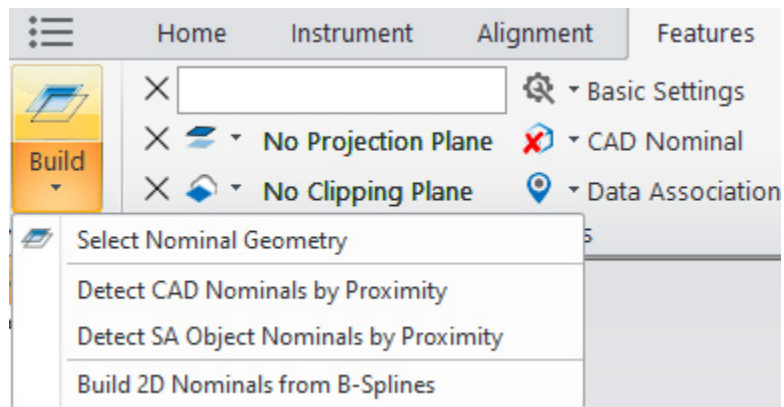 Home Instrument Alignment Features
Basic Settings
No Projection Plane CAD Nominal
Build
No Clipping Plane Data Association
Select Nominal Geometry
Detect CAD Nominals by Proximity
Detect SA Object Nominals by Proximity
Build 2D Nominals from B-Splines